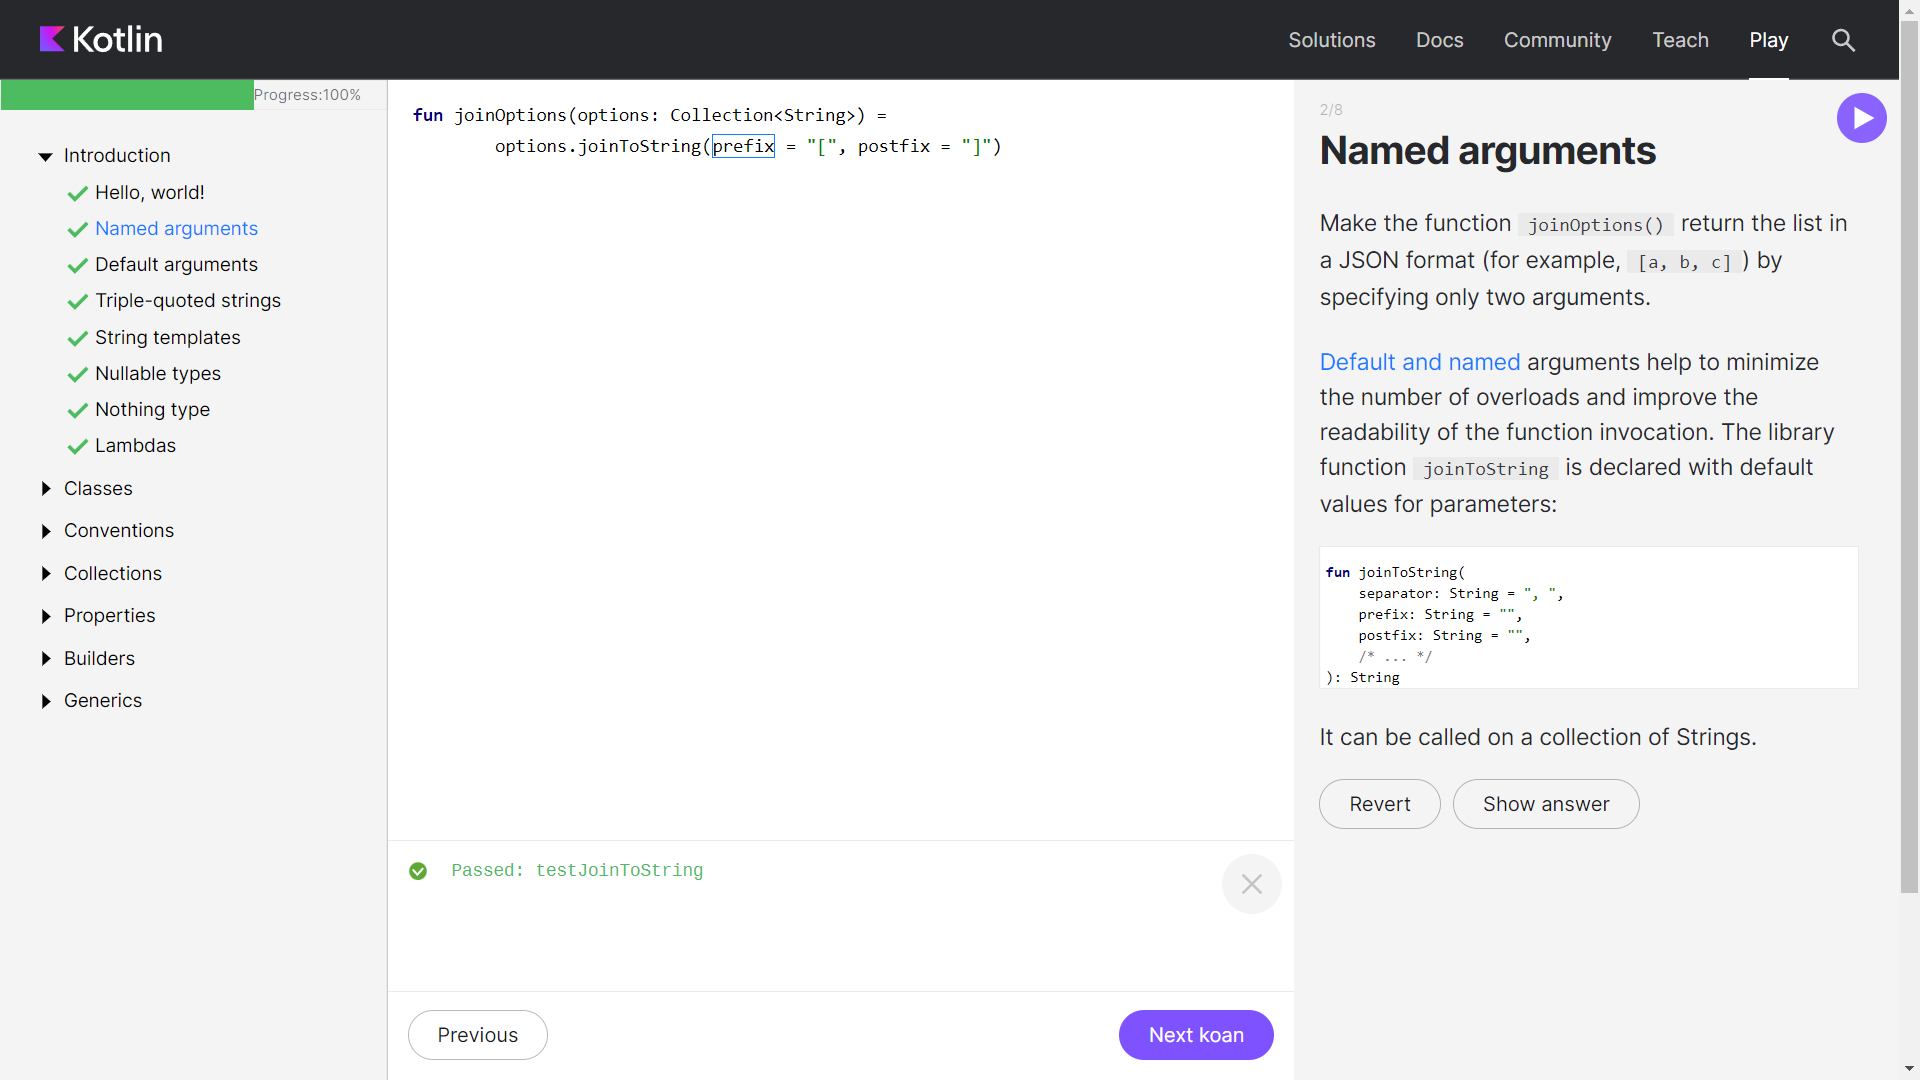 Kotlin
Solutions
Docs
Community
Teach
Play
Progress:100%
Introduction
Hello, world!
Named arguments
Default arguments
Triple-quoted strings
String templates
Nullable types
Nothing type
Lambdas
Classes
Conventions
Collections
Properties
Builders
Generics
fun joinOptions(options: Collection<String>) =
options.joinToString(prefix = "[", postfix = "]")
Passed: testJoinToString
Previous
Next koan
2/8
Named arguments
Make the function joinOptions() return the list in
a JSON format (for example, [a, b, c]) by
specifying only two arguments.
Default and named arguments help to minimize
the number of overloads and improve the
readability of the function invocation. The library
function joinToString is declared with default
values for parameters:
fun joinToString(
separator: String = ", ",
prefix: String = "",
postfix: String = "",
/* ... */
): String
It can be called on a collection of Strings.
Revert
Show answer